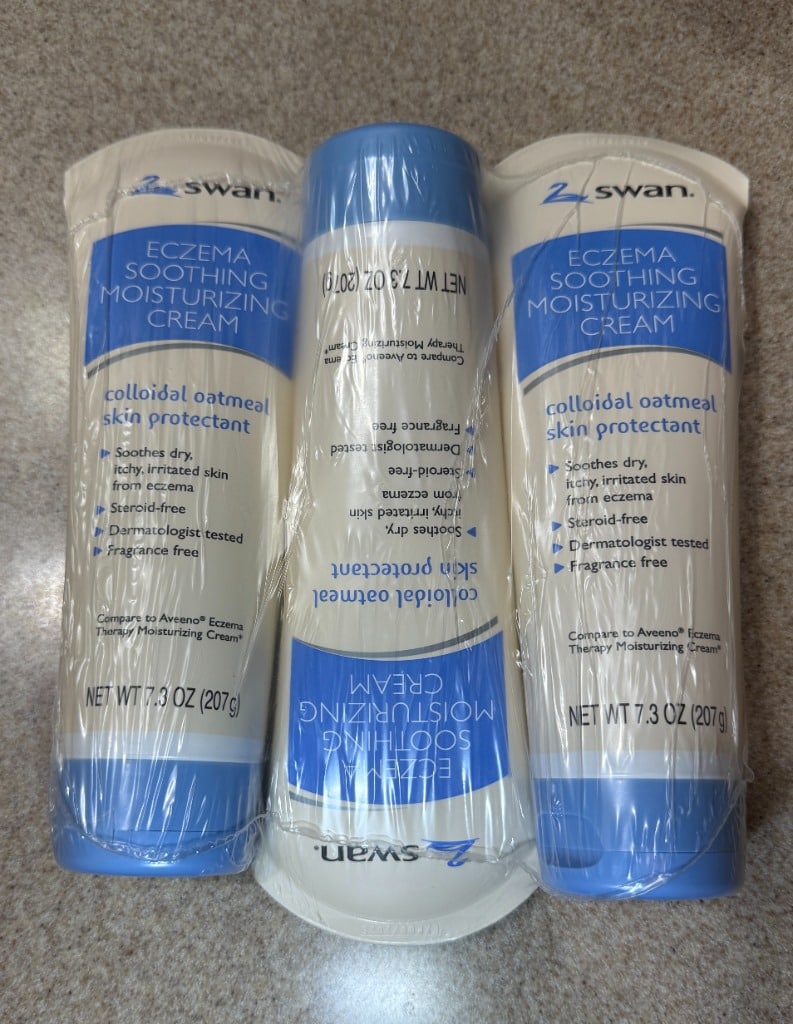 swan.
ECZEMA
SOOTHING
MOISTURIZING
CREAM
colloidal oatmeal
skin protectant
Soothes dry,
itchy, irritated skin
from eczema
Steroid-free
Dermatologist tested
Fragrance free
Compare to Aveeno® Eczema
Therapy Moisturizing Cream*
NET WT 7.3 OZ (207g)
swan.
ECZEMA
SOOTHING
MOISTURIZING
CREAM
colloidal oatmeal
skin protectant
Soothes dry,
itchy, irritated skin
from eczema
Steroid-free
Dermatologist tested
Fragrance free
Compare to Aveeno® Eczema
Therapy Moisturizing Cream*
NET WT 7.3 OZ (207g)
swan.
ECZEMA
SOOTHING
MOISTURIZING
CREAM
colloidal oatmeal
skin protectant
Soothes dry,
itchy, irritated skin
from eczema
Steroid-free
Dermatologist tested
Fragrance free
Compare to Aveeno® Eczema
Therapy Moisturizing Cream*
NET WT 7.3 OZ (207g)